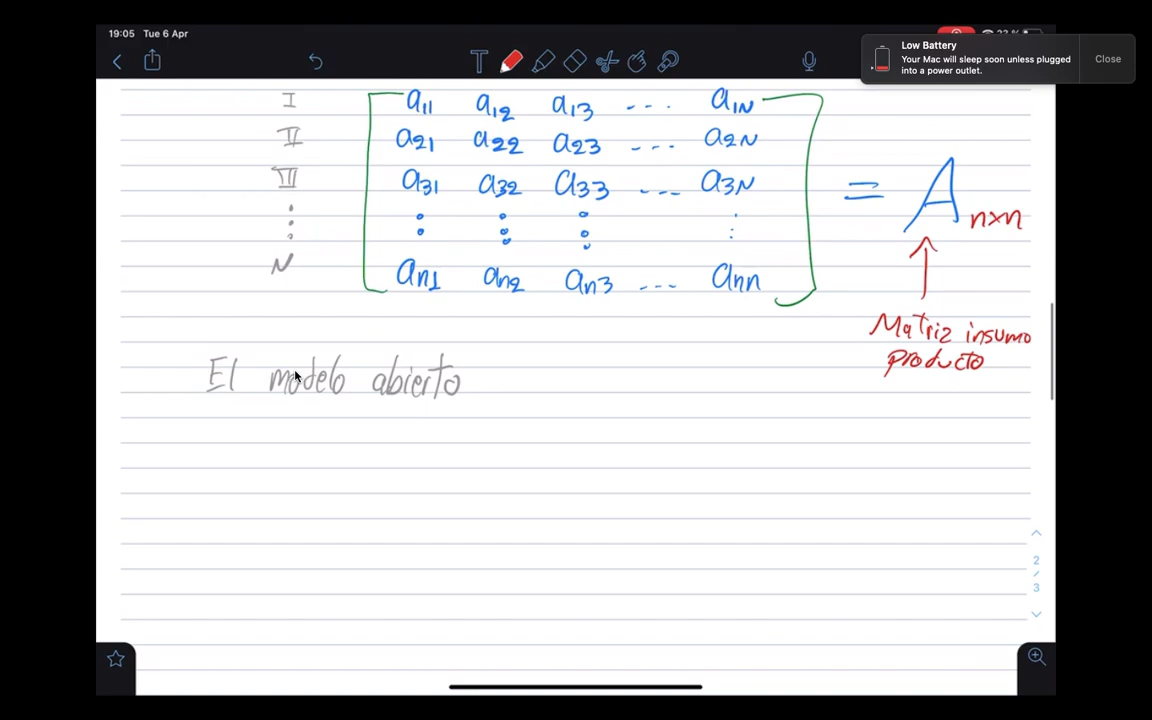 19:05 Tue 6 Apr
Low Battery
Your Mac will sleep soon unless plugged
into a power outlet.
Close
I a11 a12 a13 --- a1N
II a21 a22 a23 --- a2N
III a31 a32 a33 --- a3N
= A nxn
N an1 an2 an3 --- ann
Matriz insumo
producto
El modelo abierto
2
/
3